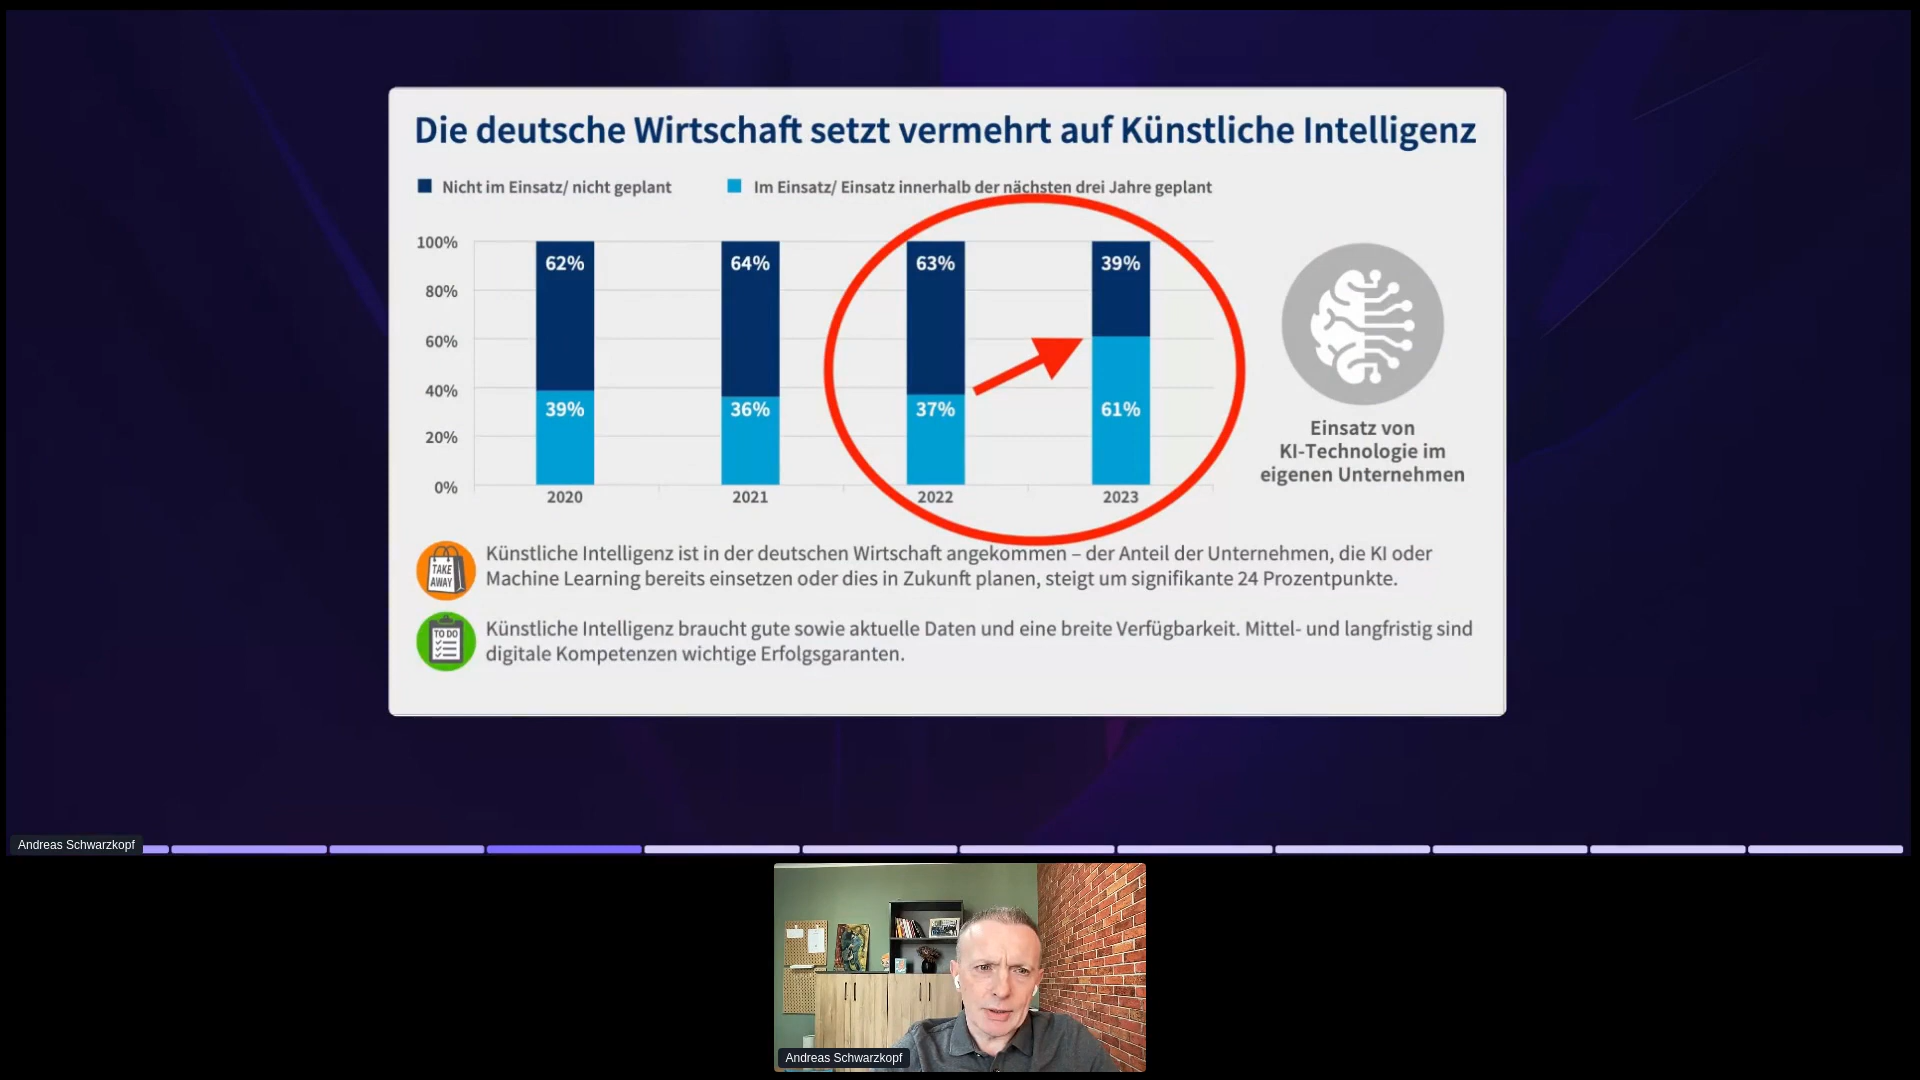 Die deutsche Wirtschaft setzt vermehrt auf Künstliche Intelligenz
Nicht im Einsatz/ nicht geplant
Im Einsatz/ Einsatz innerhalb der nächsten drei Jahre geplant
100%
80%
60%
40%
20%
0%
62%
64%
63%
39%
39%
36%
37%
61%
2020
2021
2022
2023
Einsatz von
KI-Technologie im
eigenen Unternehmen
TAKE
AWAY
Künstliche Intelligenz ist in der deutschen Wirtschaft angekommen – der Anteil der Unternehmen, die KI oder
Machine Learning bereits einsetzen oder dies in Zukunft planen, steigt um signifikante 24 Prozentpunkte.
TO DO
Künstliche Intelligenz braucht gute sowie aktuelle Daten und eine breite Verfügbarkeit. Mittel- und langfristig sind
digitale Kompetenzen wichtige Erfolgsgaranten.
Andreas Schwarzkopf
Andreas Schwarzkopf